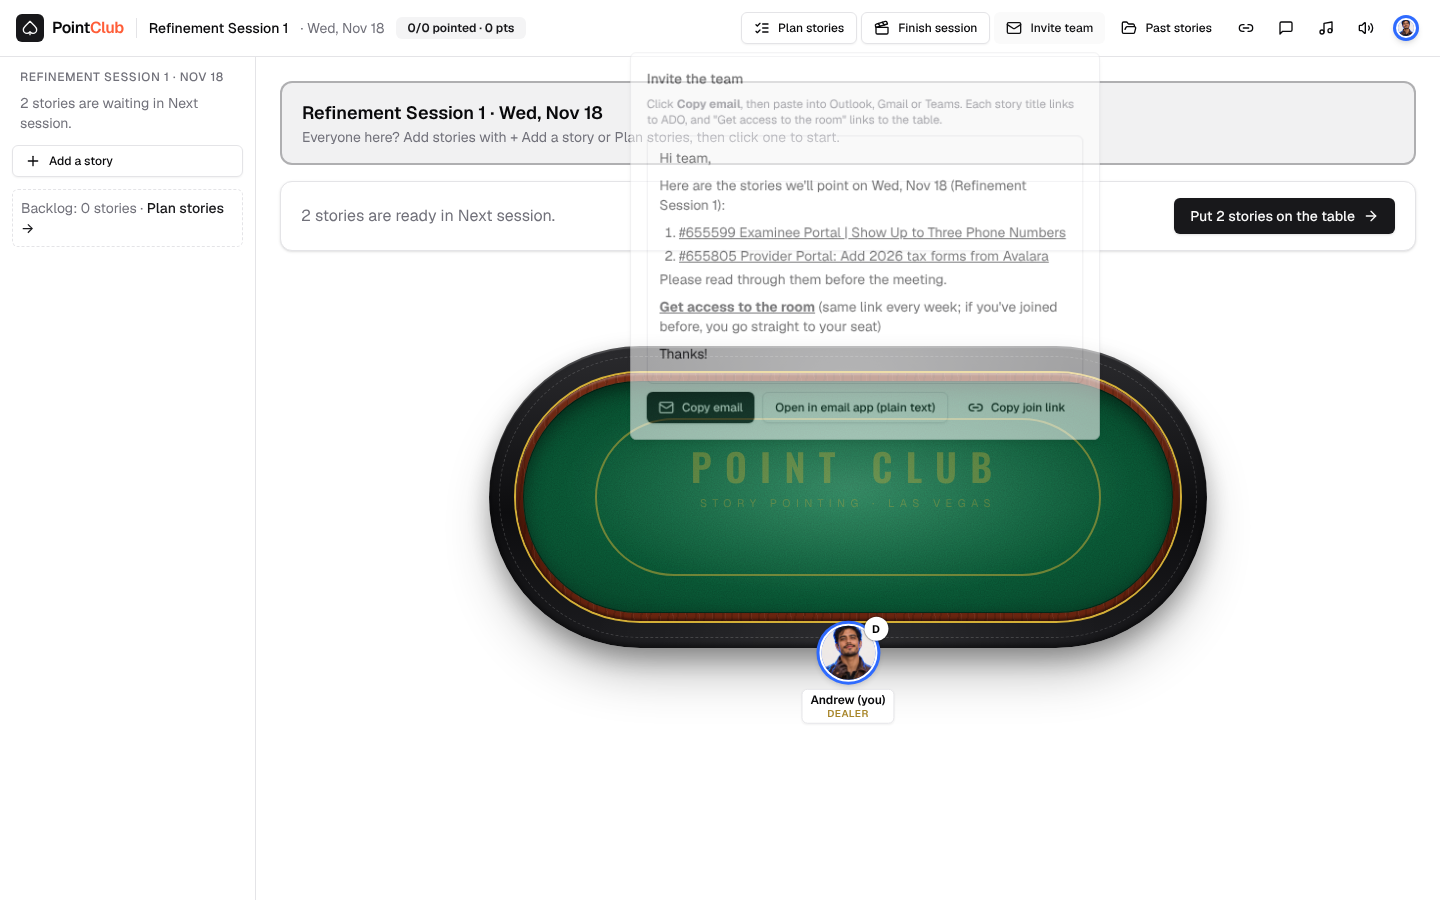 PointClub
Refinement Session 1 · Wed, Nov 18
0/0 pointed · 0 pts
Plan stories
Finish session
Invite team
Past stories
REFINEMENT SESSION 1 · NOV 18
2 stories are waiting in Next
session.
+ Add a story
Backlog: 0 stories · Plan stories
→
Refinement Session 1 · Wed, Nov 18
Everyone here? Add stories with + Add a story or Plan stories, then click one to start.
2 stories are ready in Next session.
Put 2 stories on the table →
Invite the team
Click Copy email, then paste into Outlook, Gmail or Teams. Each story title links
to ADO, and "Get access to the room" links to the table.
Hi team,
Here are the stories we'll point on Wed, Nov 18 (Refinement
Session 1):
1. #655599 Examinee Portal | Show Up to Three Phone Numbers
2. #655805 Provider Portal: Add 2026 tax forms from Avalara
Please read through them before the meeting.
Get access to the room (same link every week; if you've joined
before, you go straight to your seat)
Thanks!
Copy email
Open in email app (plain text)
Copy join link
POINT CLUB
STORY POINTING · LAS VEGAS
D
Andrew (you)
DEALER